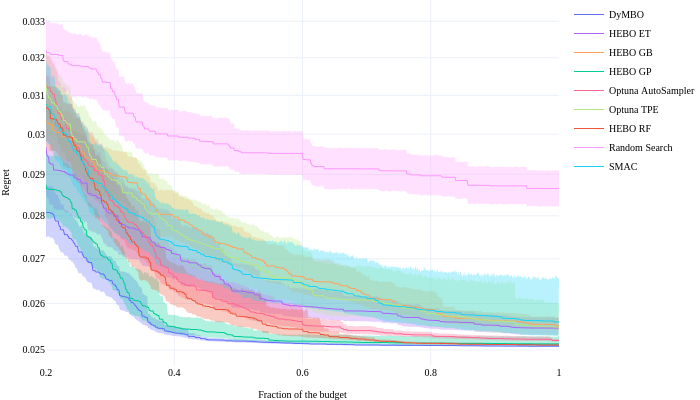 0.033
0.032
0.031
0.03
0.029
0.028
0.027
0.026
0.025
Regret
0.2
0.4
0.6
0.8
1
Fraction of the budget
DyMBO
HEBO ET
HEBO GB
HEBO GP
Optuna AutoSampler
Optuna TPE
HEBO RF
Random Search
SMAC